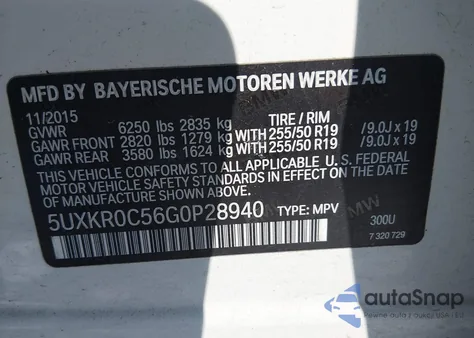 MFD BY BAYERISCHE MOTOREN WERKE AG
11/2015
GVWR 6250 lbs 2835 kg TIRE / RIM
GAWR FRONT 2820 lbs 1279 kg WITH 255/50 R19 /9.0J x 19
GAWR REAR 3580 lbs 1624 kg WITH 255/50 R19 /9.0J x 19
THIS VEHICLE CONFORMS TO ALL APPLICABLE U.S. FEDERAL
MOTOR VEHICLE SAFETY STANDARDS IN EFFECT ON THE DATE
OF MANUFACTURE SHOWN ABOVE.
5UXKR0C56G0P28940 TYPE: MPV
300U
7 320 729
autoSnap